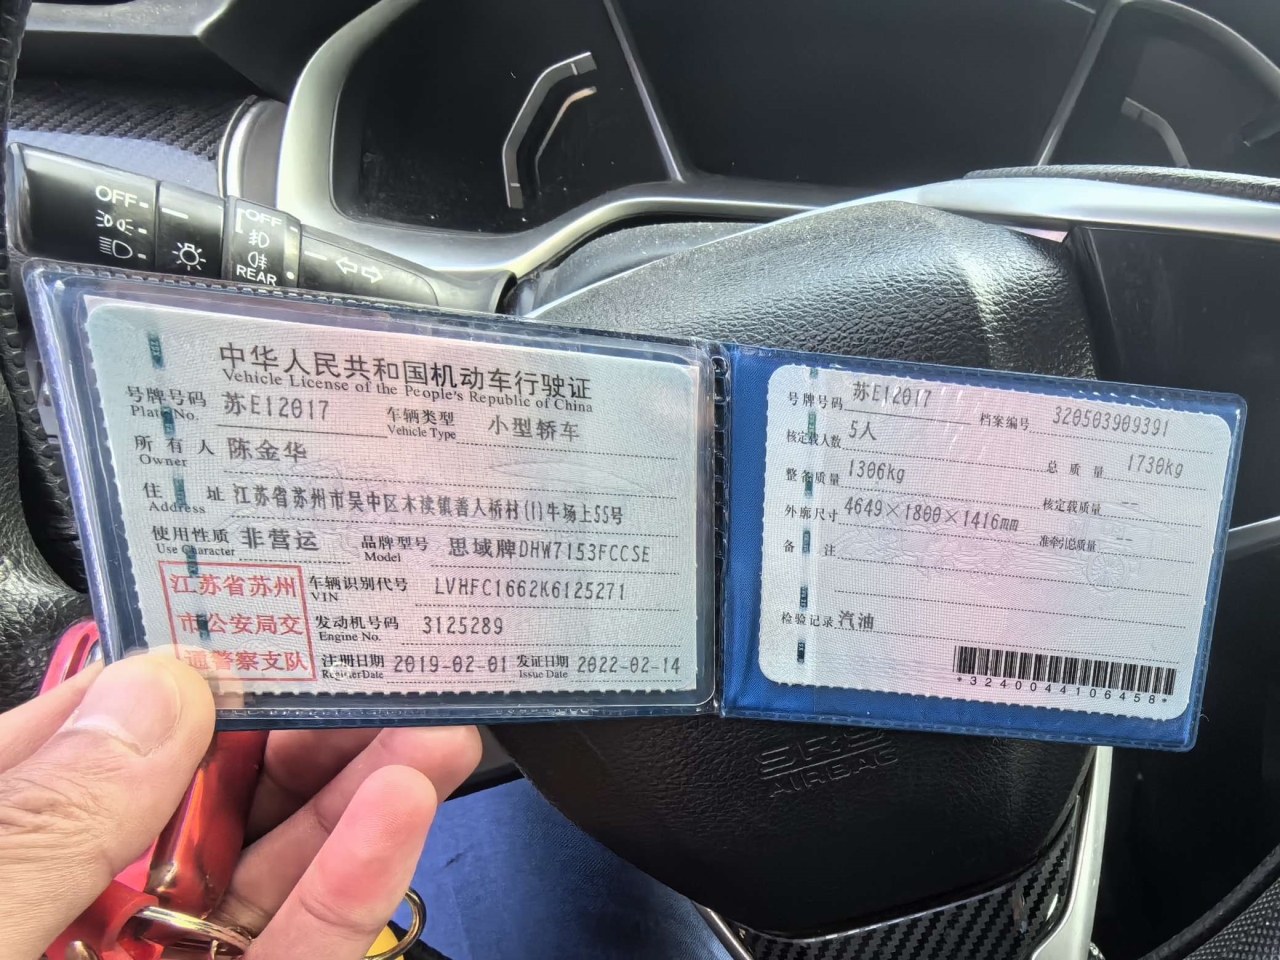 OFF
OFF
REAR
中华人民共和国机动车行驶证
Vehicle License of the People's Republic of China
号牌号码 苏E12017 车辆类型 小型轿车
Plate No. Vehicle Type
所有人 陈金华
Owner
住址 江苏省苏州市吴中区木渎镇善人桥村(1)牛场上55号
Address
使用性质 非营运 品牌型号 思域牌DHW7153FCCSE
Use Character Model
江苏省苏州
市公安局交
通警察支队
车辆识别代号 LVHFC1662K6125271
VIN
发动机号码 3125289
Engine No.
注册日期 2019-02-01 发证日期 2022-02-14
Register Date Issue Date
号牌号码 苏E12017 档案编号 320503909391
核定载人数 5人 总质量 1730kg
整备质量 1306kg 核定载质量 --
外廓尺寸 4649×1800×1416mm 准牵引总质量 --
备注
检验记录 汽油
*3240044106458*
SRS
AIRBAG